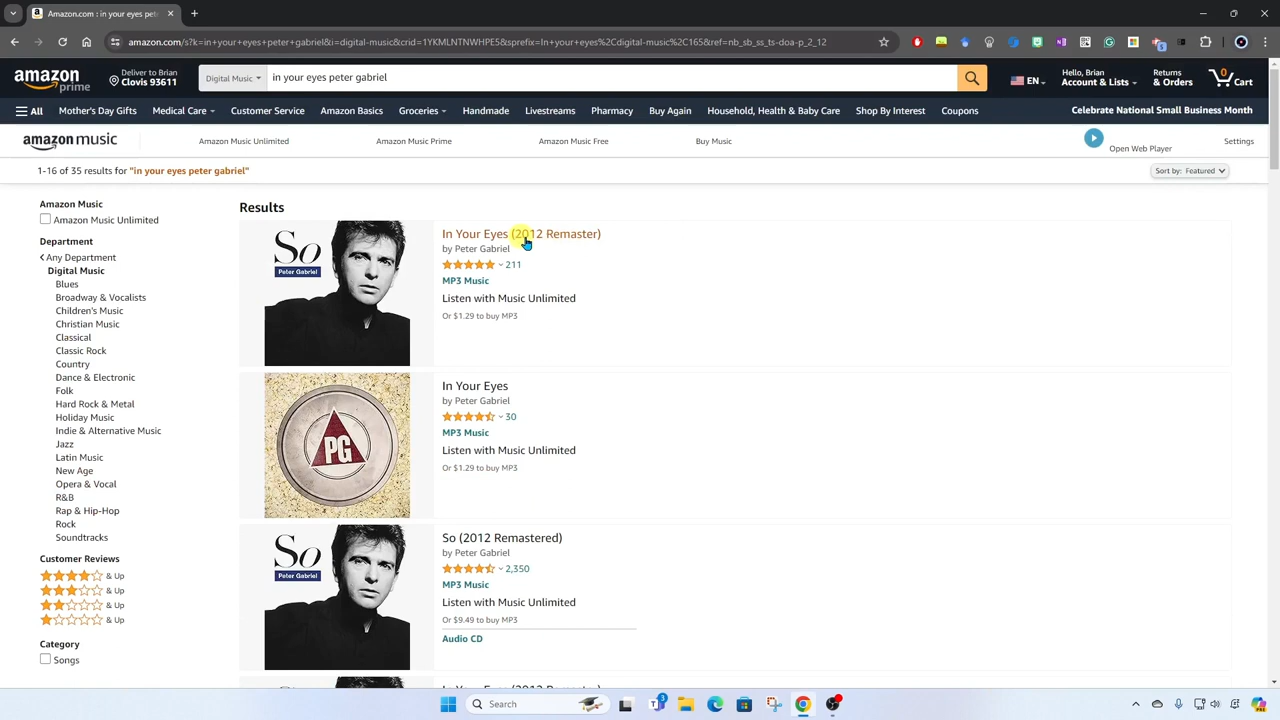 Amazon.com : in your eyes pet
amazon.com/s?k=in+your+eyes+peter+gabriel&i=digital-music&crid=1YKMLNTNWHPE5&sprefix=In+your+eyes%2Cdigital-music%2C165&ref=nb_sb_ss_ts-doa-p_2_12
amazon prime
Deliver to Brian
Clovis 93611
Digital Music
in your eyes peter gabriel
EN
Hello, Brian
Account & Lists
Returns
& Orders
0
Cart
All
Mother's Day Gifts
Medical Care
Customer Service
Amazon Basics
Groceries
Handmade
Livestreams
Pharmacy
Buy Again
Household, Health & Baby Care
Shop By Interest
Coupons
Celebrate National Small Business Month
amazon music
Amazon Music Unlimited
Amazon Music Prime
Amazon Music Free
Buy Music
Open Web Player
Settings
1-16 of 35 results for "in your eyes peter gabriel"
Sort by: Featured
Amazon Music
Amazon Music Unlimited
Department
Any Department
Digital Music
Blues
Broadway & Vocalists
Children's Music
Christian Music
Classical
Classic Rock
Country
Dance & Electronic
Folk
Hard Rock & Metal
Holiday Music
Indie & Alternative Music
Jazz
Latin Music
New Age
Opera & Vocal
R&B
Rap & Hip-Hop
Rock
Soundtracks
Customer Reviews
& Up
& Up
& Up
& Up
Category
Songs
Results
So
Peter Gabriel
In Your Eyes (2012 Remaster)
by Peter Gabriel
211
MP3 Music
Listen with Music Unlimited
Or $1.29 to buy MP3
PG
In Your Eyes
by Peter Gabriel
30
MP3 Music
Listen with Music Unlimited
Or $1.29 to buy MP3
So
Peter Gabriel
So (2012 Remastered)
by Peter Gabriel
2,350
MP3 Music
Listen with Music Unlimited
Or $9.49 to buy MP3
Audio CD
In Your Eyes (2012 Remaster)
Search
3